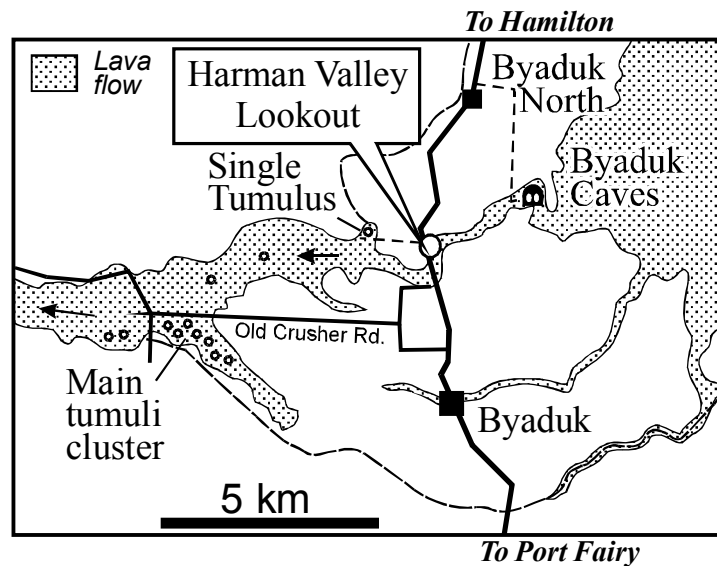 To Hamilton
Lava
flow
Harman Valley
Lookout
Byaduk
North
Single
Tumulus
Byaduk
Caves
Old Crusher Rd.
Main
tumuli
cluster
Byaduk
5 km
To Port Fairy